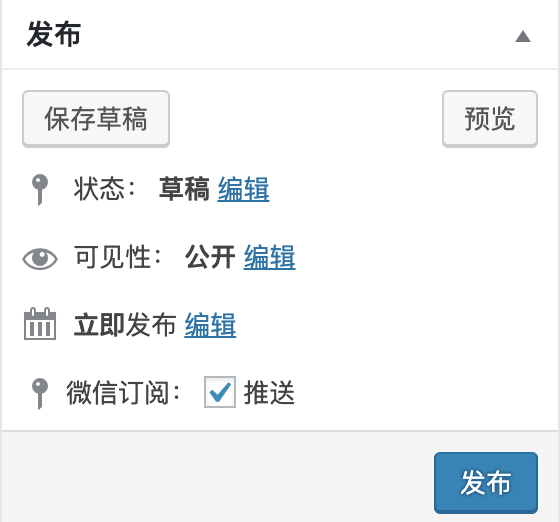 发布
保存草稿 预览
状态： 草稿 编辑
可见性： 公开 编辑
立即发布 编辑
微信订阅： 推送
发布